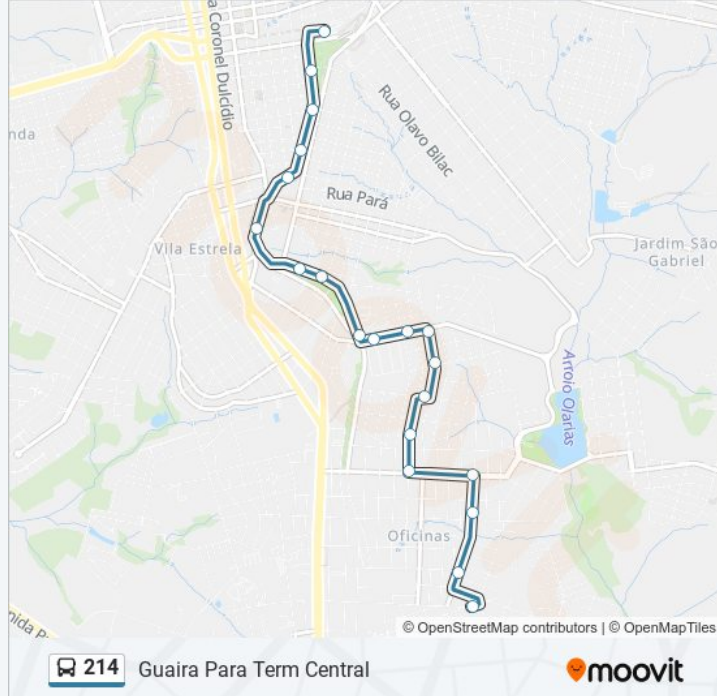 a Coronel Dulcídio
Rua Olavo Bilac
nda
Rua Pará
Vila Estrela
Jardim São
Gabriel
Arroio Olarias
Oficinas
nida P
© OpenStreetMap contributors | © OpenMapTiles
214 Guaira Para Term Central
moovit